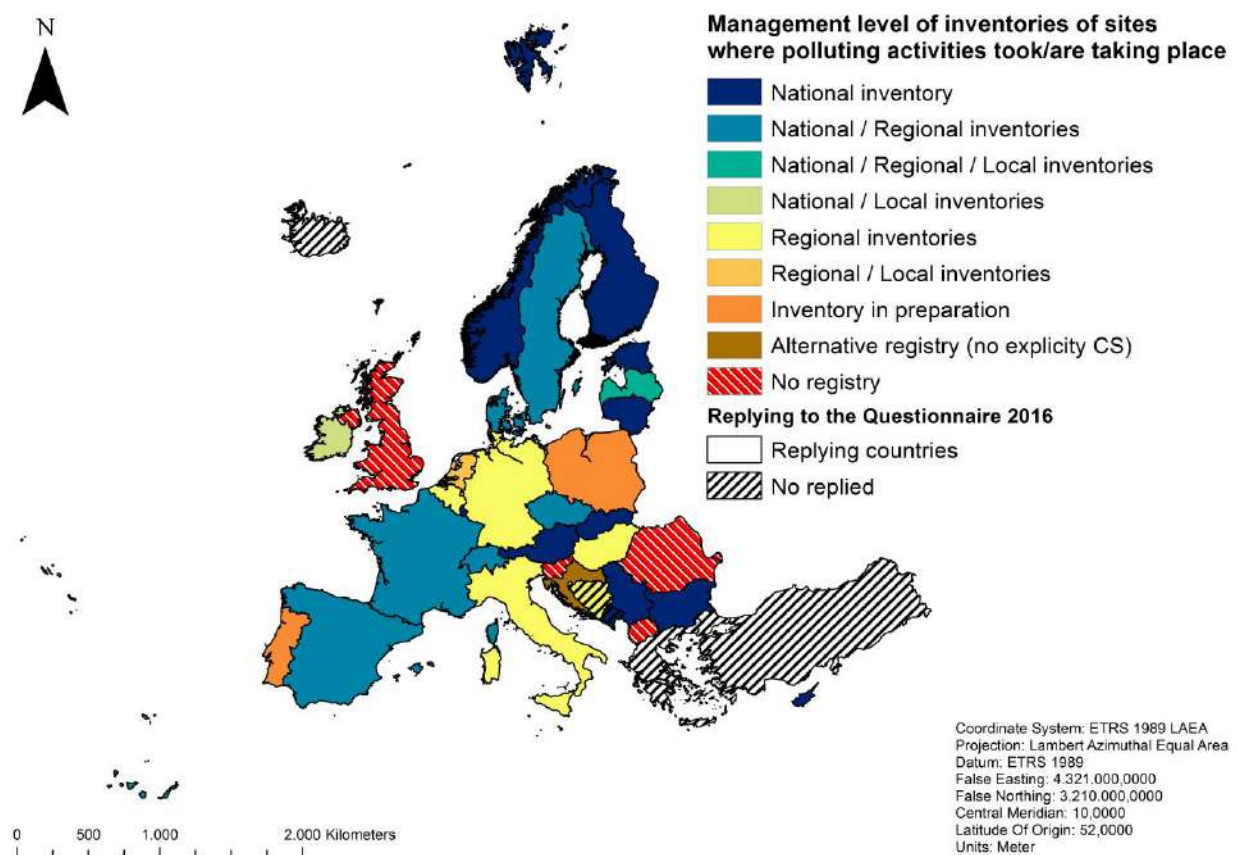 N
Management level of inventories of sites
where polluting activities took/are taking place
National inventory
National / Regional inventories
National / Regional / Local inventories
National / Local inventories
Regional inventories
Regional / Local inventories
Inventory in preparation
Alternative registry (no explicity CS)
No registry
Replying to the Questionnaire 2016
Replying countries
No replied
Coordinate System: ETRS 1989 LAEA
Projection: Lambert Azimuthal Equal Area
Datum: ETRS 1989
False Easting: 4.321.000,0000
False Northing: 3.210.000,0000
Central Meridian: 10,0000
Latitude Of Origin: 52,0000
Units: Meter
0 500 1.000 2.000 Kilometers